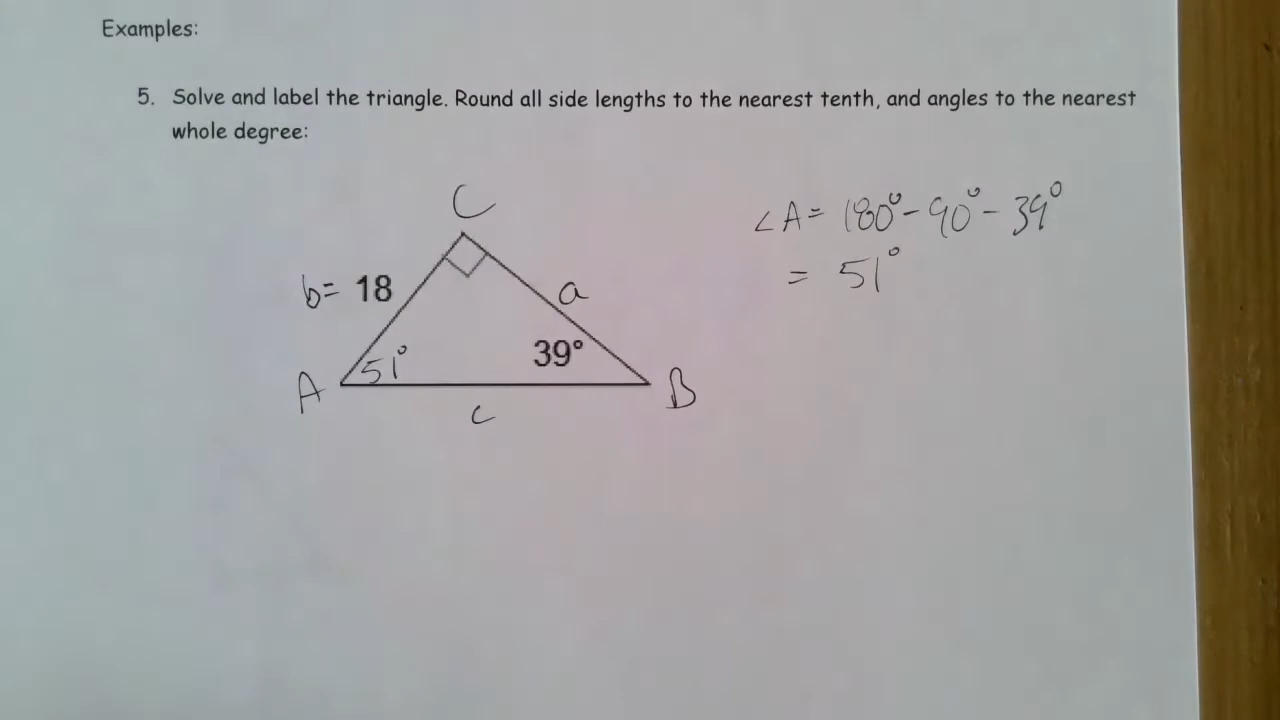 Examples:
5. Solve and label the triangle. Round all side lengths to the nearest tenth, and angles to the nearest
whole degree:
C
∠A = 180° - 90° - 39°
= 51°
b = 18
a
39°
51°
A
B
c